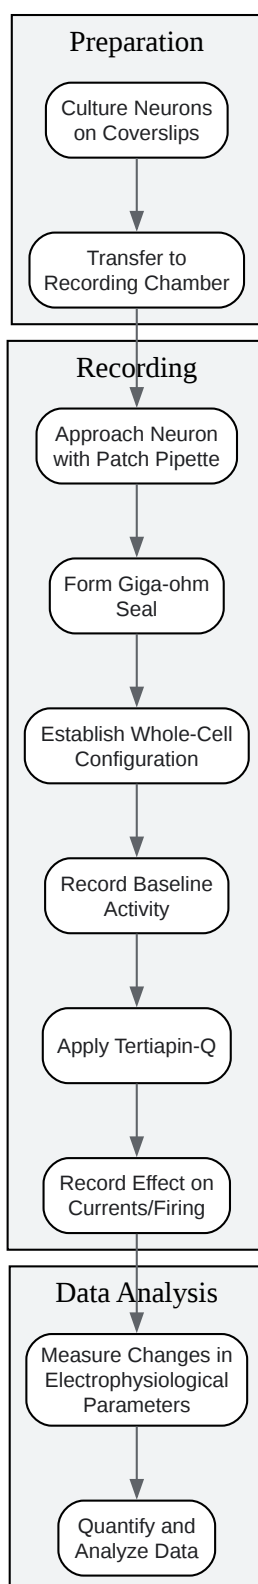 Preparation
Culture Neurons
on Coverslips
Transfer to
Recording Chamber
Recording
Approach Neuron
with Patch Pipette
Form Giga-ohm
Seal
Establish Whole-Cell
Configuration
Record Baseline
Activity
Apply Tertiapin-Q
Record Effect on
Currents/Firing
Data Analysis
Measure Changes in
Electrophysiological
Parameters
Quantify and
Analyze Data